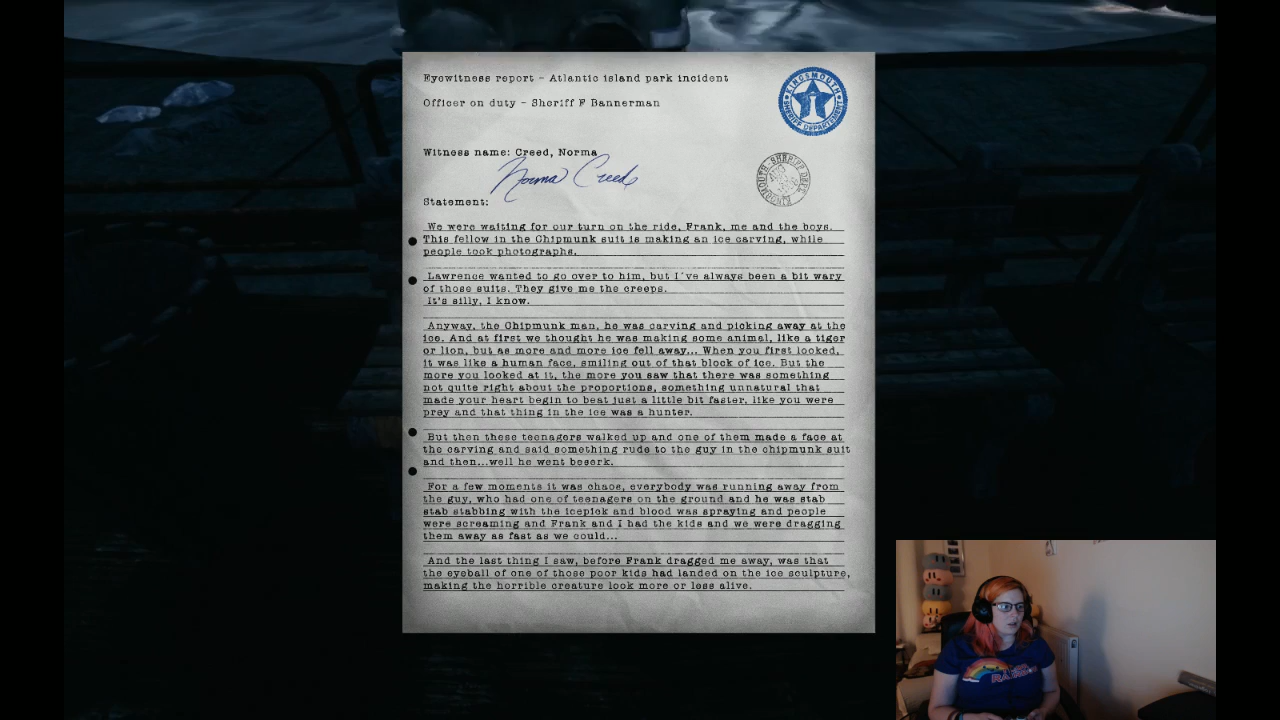 Eyewitness report - Atlantic island park incident
Officer on duty - Sheriff F Bannerman
KINGSMOUTH
SHERIFF DEPARTEMENT
Witness name: Creed, Norma
Norma Creed
Statement:
We were waiting for our turn on the ride, Frank, me and the boys.
This fellow in the Chipmunk suit is making an ice carving, while
people took photographs.
Lawrence wanted to go over to him, but I've always been a bit wary
of those suits. They give me the creeps.
It's silly, I know.
Anyway, the Chipmunk man, he was carving and picking away at the
ice. And at first we thought he was making some animal, like a tiger
or lion, but as more and more ice fell away... When you first looked,
it was like a human face, smiling out of that block of ice. But the
more you looked at it, the more you saw that there was something
not quite right about the proportions, something unnatural that
made your heart begin to beat just a little bit faster, like you were
prey and that thing in the ice was a hunter.
But then these teenagers walked up and one of them made a face at
the carving and said something rude to the guy in the chipmunk suit
and then...well he went beserk.
For a few moments it was chaos, everybody was running away from
the guy, who had one of teenagers on the ground and he was stab
stab stabbing with the icepick and blood was spraying and people
were screaming and Frank and I had the kids and we were dragging
them away as fast as we could...
And the last thing I saw, before Frank dragged me away, was that
the eyeball of one of those poor kids had landed on the ice sculpture,
making the horrible creature look more or less alive.